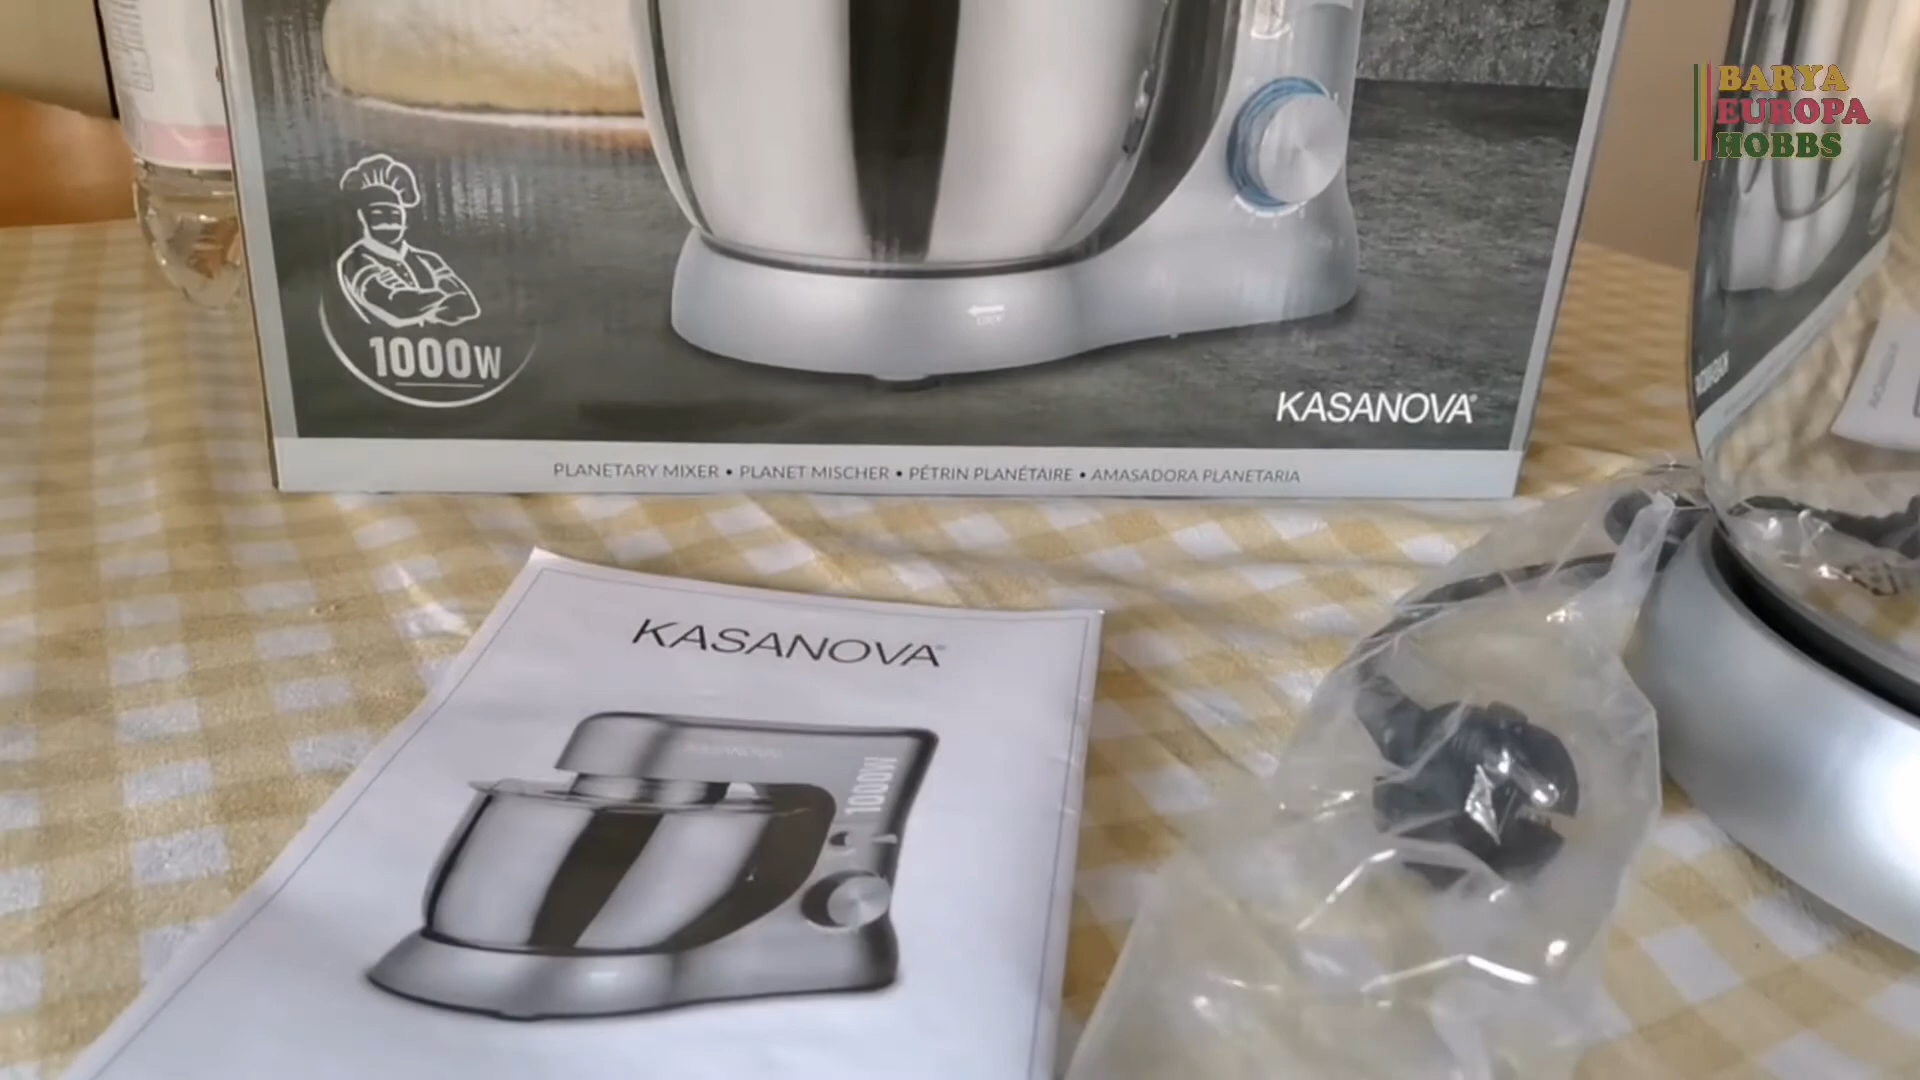 BARYA
EUROPA
HOBBS
1000W
KASANOVA
PLANETARY MIXER • PLANET MISCHER • PÉTRIN PLANÉTAIRE • AMASADORA PLANETARIA
KASANOVA
1000W